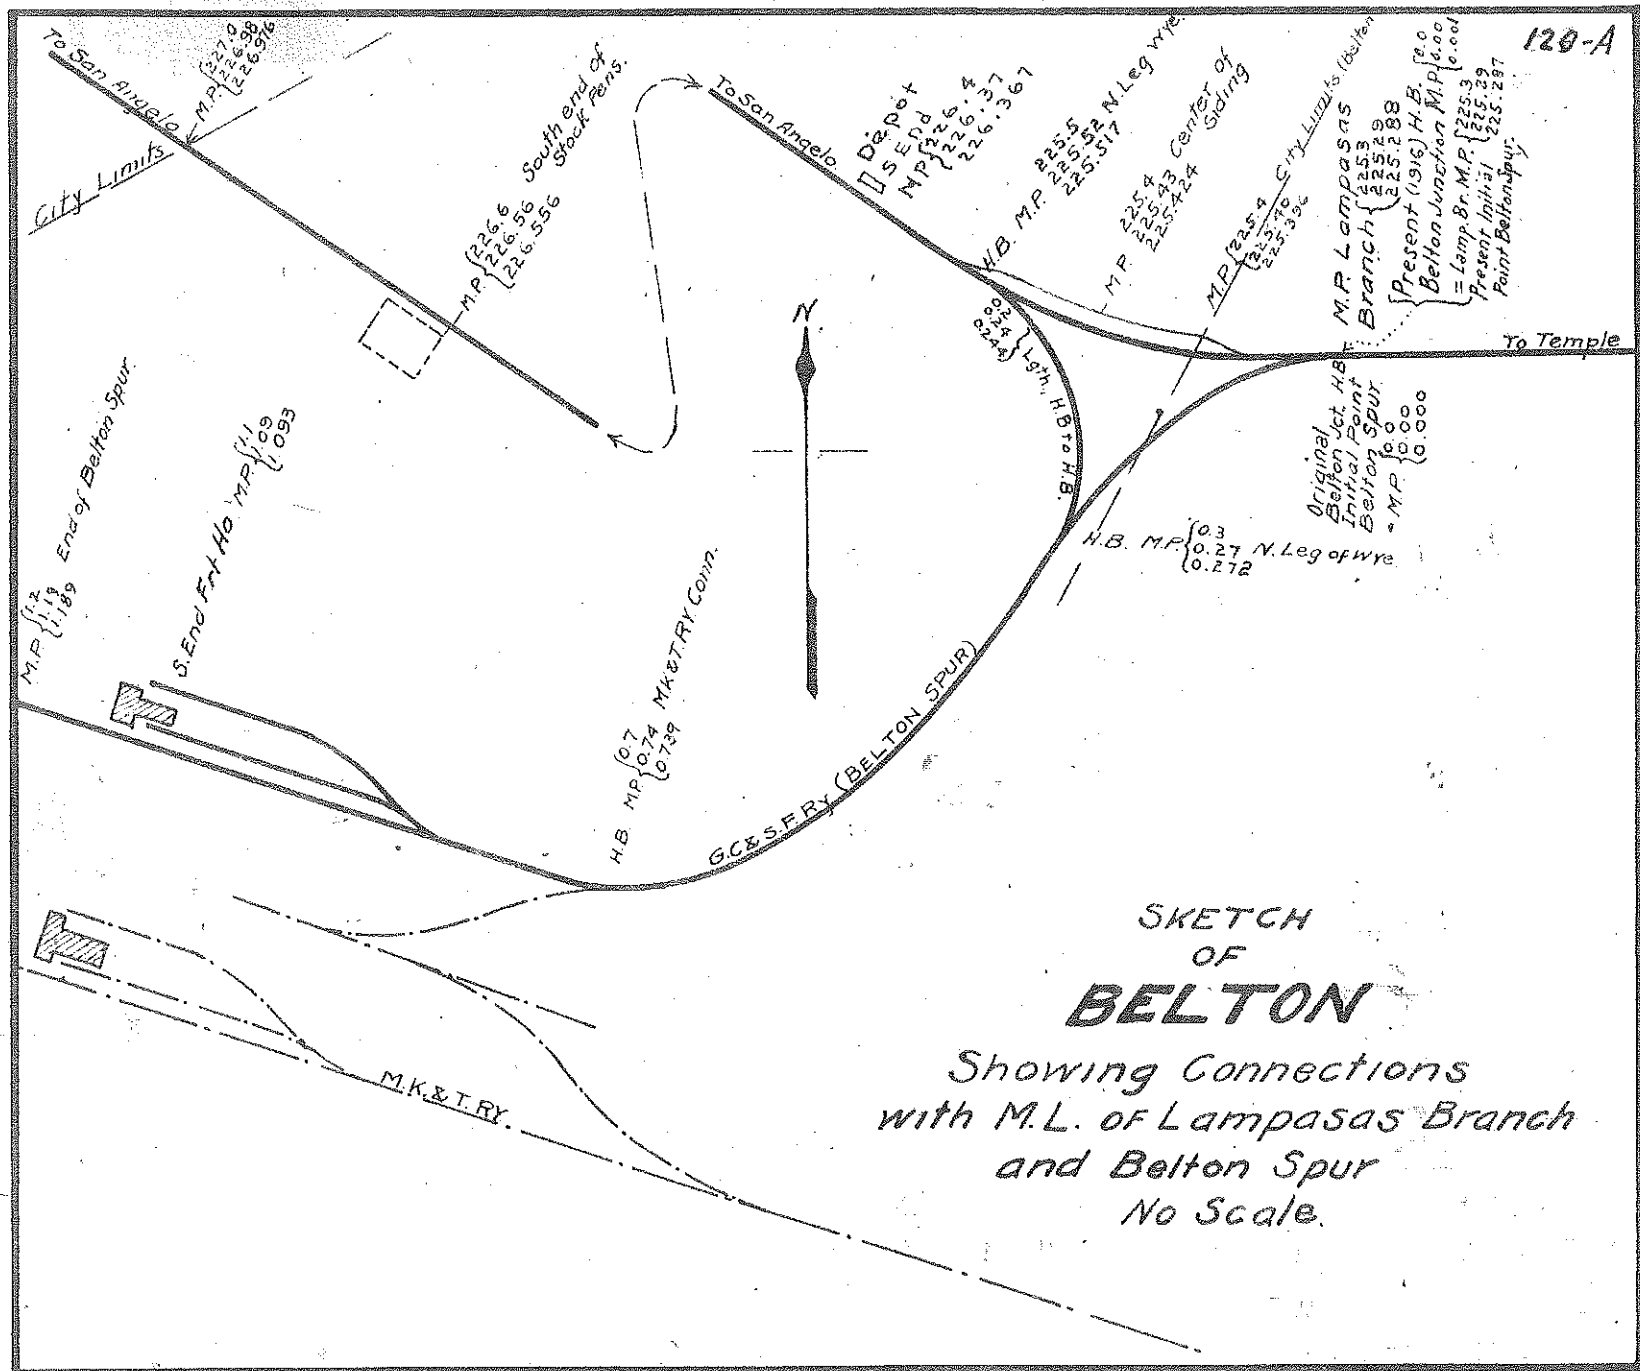 120-A
To San Angelo
M.P. { 227.0
226.98
226.976
City Limits
M.P. { 226.6
226.56
226.556
South end of
Stock Pens.
To San Angelo
Depot
S End
M.P. { 226.4
226.37
226.367
H.B. M.P. 225.5
225.52 N. Leg Wye.
225.517
M.P. 225.4
225.43 Center of
225.424 Siding
M.P. { 225.4
225.40
225.396
City Limits (Belton
M.P. Lampasas
Branch { 225.3
225.29
225.288
{ Present (1916) H.B.
Belton Junction M.P. { 0.0
0.00
0.001
= Lamp. Br. M.P. { 225.3
225.29
225.287
Present Initial
Point Belton Spur.
To Temple
Original
Belton Jct. H.B.
Initial Point
Belton Spur.
= M.P. { 0.0
0.00
0.000
0.2
0.24
0.244 } Lgth., H.B. to H.B.
N
H.B. M.P. { 0.3
0.27 N. Leg of Wye
0.272
M.P. { 1.2
1.19
1.189
End of Belton Spur.
S. End Frt Ho. M.P. { 1.1
1.09
1.093
H.B. M.P. { 0.7
0.74
0.739
M.K.&T. RY. Conn.
G.C.& S.F. Ry (BELTON SPUR)
M.K.& T. RY.
SKETCH
OF
BELTON
Showing Connections
with M.L. of Lampasas Branch
and Belton Spur
No Scale.